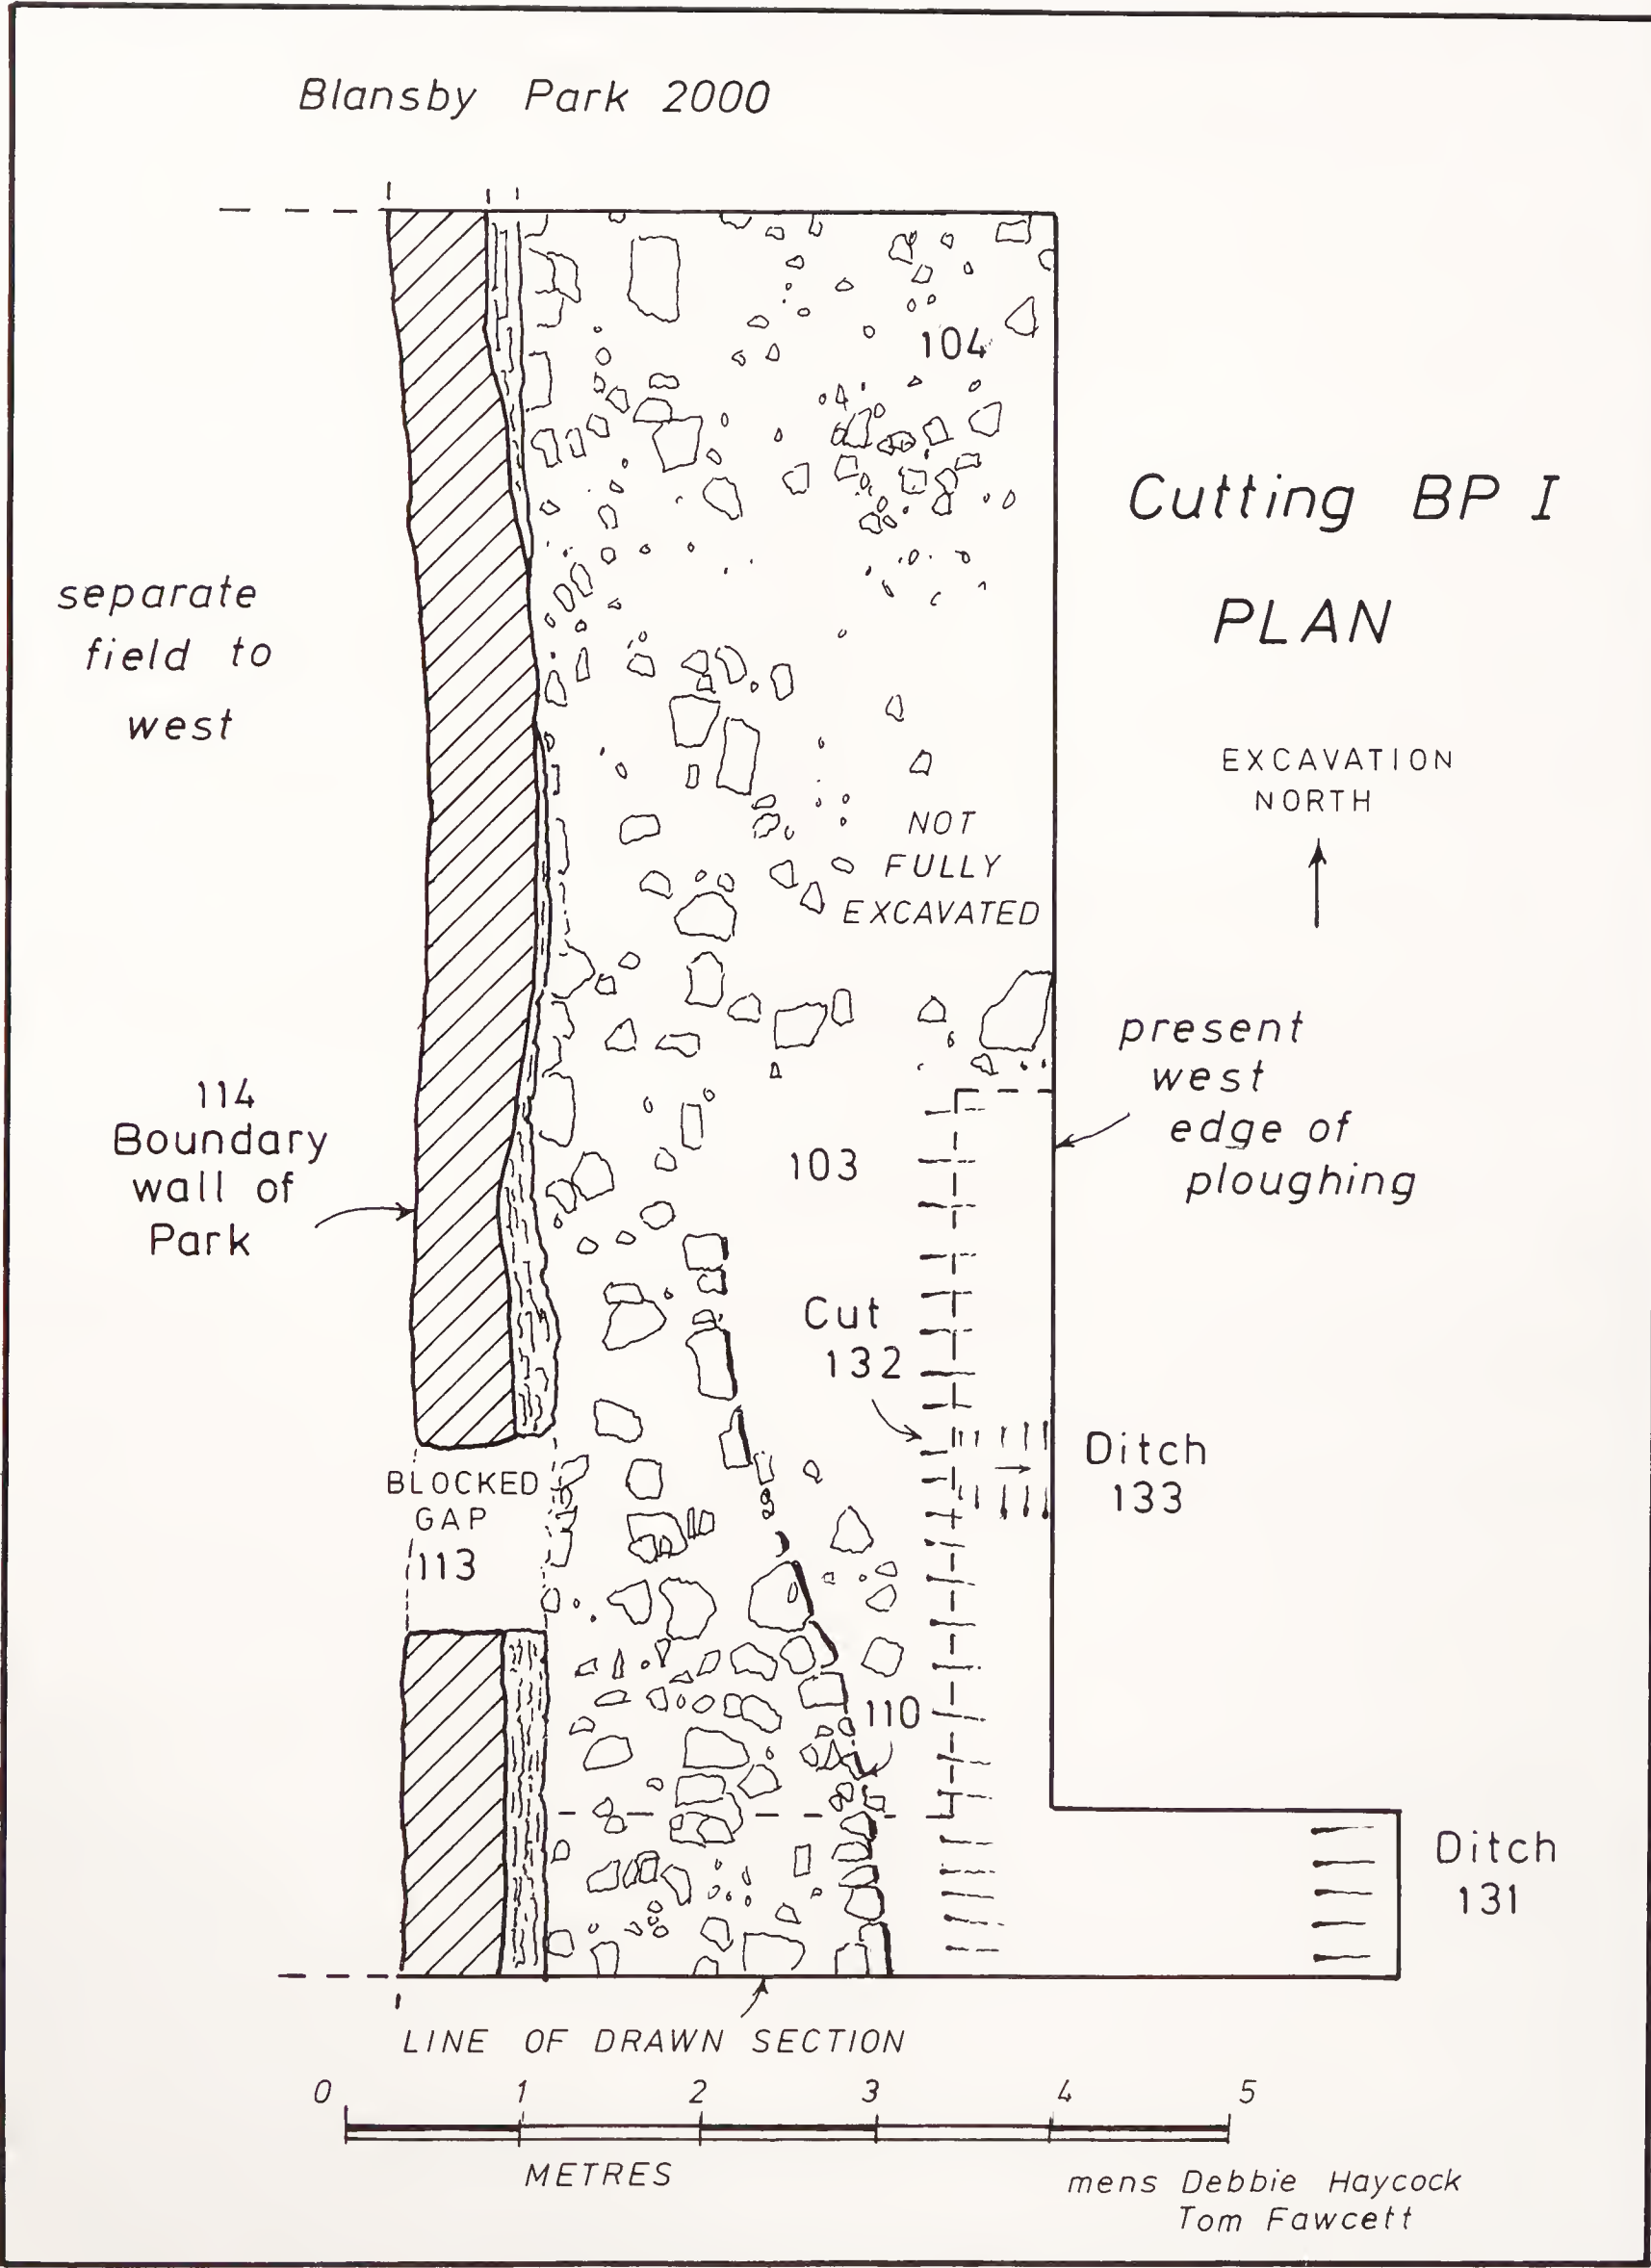 Blansby Park 2000
104
Cutting BP I
PLAN
separate
field to
west
EXCAVATION
NORTH
NOT
FULLY
EXCAVATED
present
west
edge of
ploughing
114
Boundary
wall of
Park
103
Cut
132
Ditch
133
BLOCKED
GAP
113
110
Ditch
131
LINE OF DRAWN SECTION
0 1 2 3 4 5
METRES
mens Debbie Haycock
Tom Fawcett